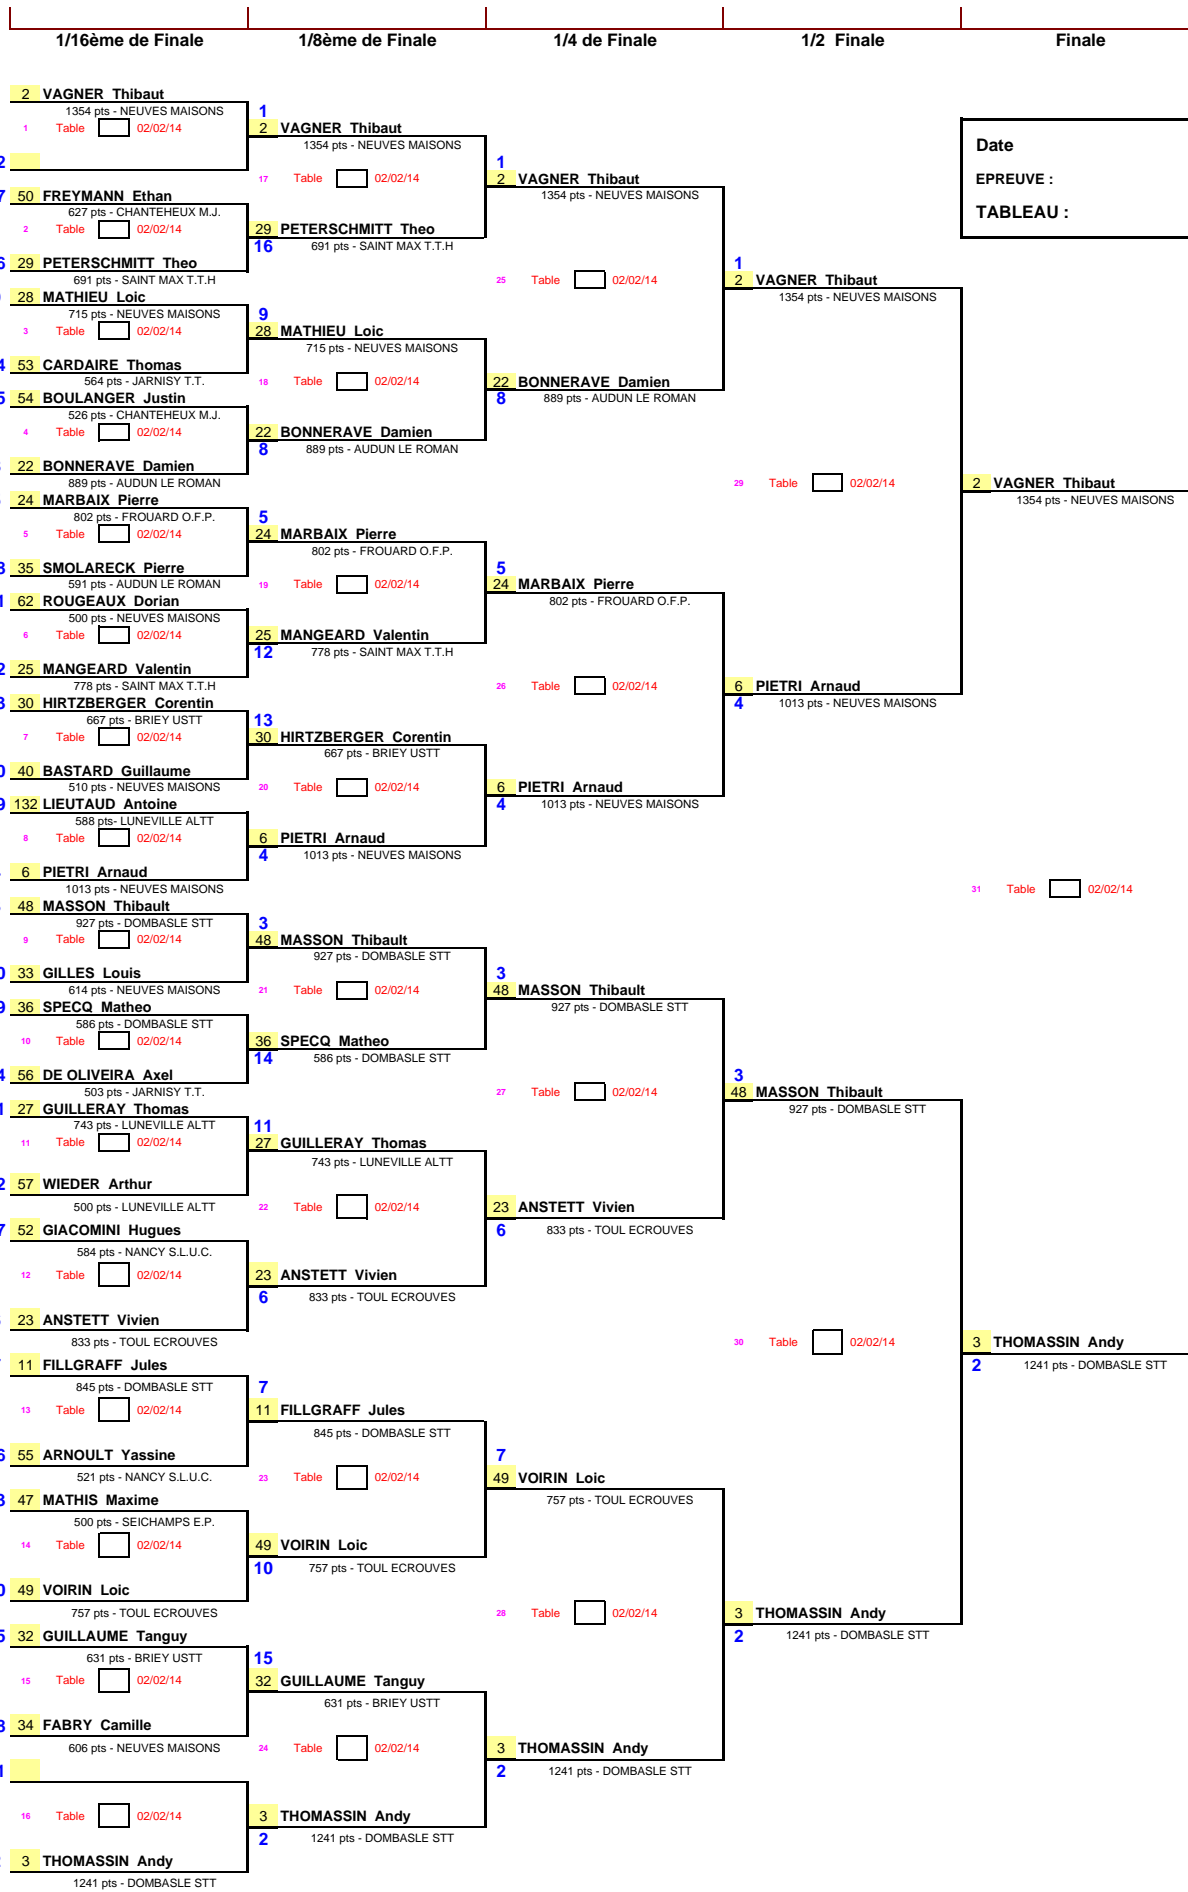 1/16ème de Finale
1/8ème de Finale
1/4 de Finale
1/2 Finale
Finale
Date
EPREUVE :
TABLEAU :
2 VAGNER Thibaut
1354 pts - NEUVES MAISONS
1 Table 02/02/14
50 FREYMANN Ethan
627 pts - CHANTEHEUX M.J.
2 Table 02/02/14
29 PETERSCHMITT Theo
691 pts - SAINT MAX T.T.H
28 MATHIEU Loic
715 pts - NEUVES MAISONS
3 Table 02/02/14
53 CARDAIRE Thomas
564 pts - JARNISY T.T.
54 BOULANGER Justin
526 pts - CHANTEHEUX M.J.
4 Table 02/02/14
22 BONNERAVE Damien
889 pts - AUDUN LE ROMAN
24 MARBAIX Pierre
802 pts - FROUARD O.F.P.
5 Table 02/02/14
35 SMOLARECK Pierre
591 pts - AUDUN LE ROMAN
62 ROUGEAUX Dorian
500 pts - NEUVES MAISONS
6 Table 02/02/14
25 MANGEARD Valentin
778 pts - SAINT MAX T.T.H
30 HIRTZBERGER Corentin
667 pts - BRIEY USTT
7 Table 02/02/14
40 BASTARD Guillaume
510 pts - NEUVES MAISONS
132 LIEUTAUD Antoine
588 pts- LUNEVILLE ALTT
8 Table 02/02/14
6 PIETRI Arnaud
1013 pts - NEUVES MAISONS
48 MASSON Thibault
927 pts - DOMBASLE STT
9 Table 02/02/14
33 GILLES Louis
614 pts - NEUVES MAISONS
36 SPECQ Matheo
586 pts - DOMBASLE STT
10 Table 02/02/14
56 DE OLIVEIRA Axel
503 pts - JARNISY T.T.
27 GUILLERAY Thomas
743 pts - LUNEVILLE ALTT
11 Table 02/02/14
57 WIEDER Arthur
500 pts - LUNEVILLE ALTT
52 GIACOMINI Hugues
584 pts - NANCY S.L.U.C.
12 Table 02/02/14
23 ANSTETT Vivien
833 pts - TOUL ECROUVES
11 FILLGRAFF Jules
845 pts - DOMBASLE STT
13 Table 02/02/14
55 ARNOULT Yassine
521 pts - NANCY S.L.U.C.
47 MATHIS Maxime
500 pts - SEICHAMPS E.P.
14 Table 02/02/14
49 VOIRIN Loic
757 pts - TOUL ECROUVES
32 GUILLAUME Tanguy
631 pts - BRIEY USTT
15 Table 02/02/14
34 FABRY Camille
606 pts - NEUVES MAISONS
16 Table 02/02/14
3 THOMASSIN Andy
1241 pts - DOMBASLE STT
1
2 VAGNER Thibaut
1354 pts - NEUVES MAISONS
17 Table 02/02/14
29 PETERSCHMITT Theo
16 691 pts - SAINT MAX T.T.H
9
28 MATHIEU Loic
715 pts - NEUVES MAISONS
18 Table 02/02/14
22 BONNERAVE Damien
8 889 pts - AUDUN LE ROMAN
5
24 MARBAIX Pierre
802 pts - FROUARD O.F.P.
19 Table 02/02/14
25 MANGEARD Valentin
12 778 pts - SAINT MAX T.T.H
13
30 HIRTZBERGER Corentin
667 pts - BRIEY USTT
20 Table 02/02/14
6 PIETRI Arnaud
4 1013 pts - NEUVES MAISONS
3
48 MASSON Thibault
927 pts - DOMBASLE STT
21 Table 02/02/14
36 SPECQ Matheo
14 586 pts - DOMBASLE STT
11
27 GUILLERAY Thomas
743 pts - LUNEVILLE ALTT
22 Table 02/02/14
23 ANSTETT Vivien
6 833 pts - TOUL ECROUVES
7
11 FILLGRAFF Jules
845 pts - DOMBASLE STT
23 Table 02/02/14
49 VOIRIN Loic
10 757 pts - TOUL ECROUVES
15
32 GUILLAUME Tanguy
631 pts - BRIEY USTT
24 Table 02/02/14
3 THOMASSIN Andy
2 1241 pts - DOMBASLE STT
1
2 VAGNER Thibaut
1354 pts - NEUVES MAISONS
25 Table 02/02/14
22 BONNERAVE Damien
8 889 pts - AUDUN LE ROMAN
5
24 MARBAIX Pierre
802 pts - FROUARD O.F.P.
26 Table 02/02/14
6 PIETRI Arnaud
4 1013 pts - NEUVES MAISONS
3
48 MASSON Thibault
927 pts - DOMBASLE STT
27 Table 02/02/14
23 ANSTETT Vivien
6 833 pts - TOUL ECROUVES
7
49 VOIRIN Loic
757 pts - TOUL ECROUVES
28 Table 02/02/14
3 THOMASSIN Andy
2 1241 pts - DOMBASLE STT
1
2 VAGNER Thibaut
1354 pts - NEUVES MAISONS
29 Table 02/02/14
6 PIETRI Arnaud
4 1013 pts - NEUVES MAISONS
3
48 MASSON Thibault
927 pts - DOMBASLE STT
30 Table 02/02/14
3 THOMASSIN Andy
2 1241 pts - DOMBASLE STT
2 VAGNER Thibaut
1354 pts - NEUVES MAISONS
31 Table 02/02/14
3 THOMASSIN Andy
2 1241 pts - DOMBASLE STT